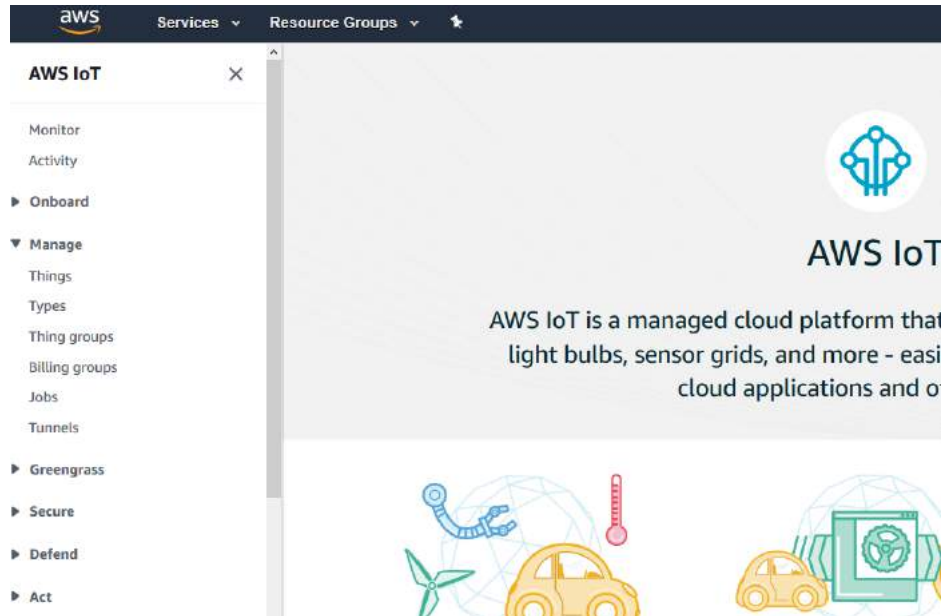 aws Services Resource Groups
AWS IoT
Monitor
Activity
Onboard
Manage
Things
Types
Thing groups
Billing groups
Jobs
Tunnels
Greengrass
Secure
Defend
Act
AWS IoT
AWS IoT is a managed cloud platform that
light bulbs, sensor grids, and more - easi
cloud applications and o